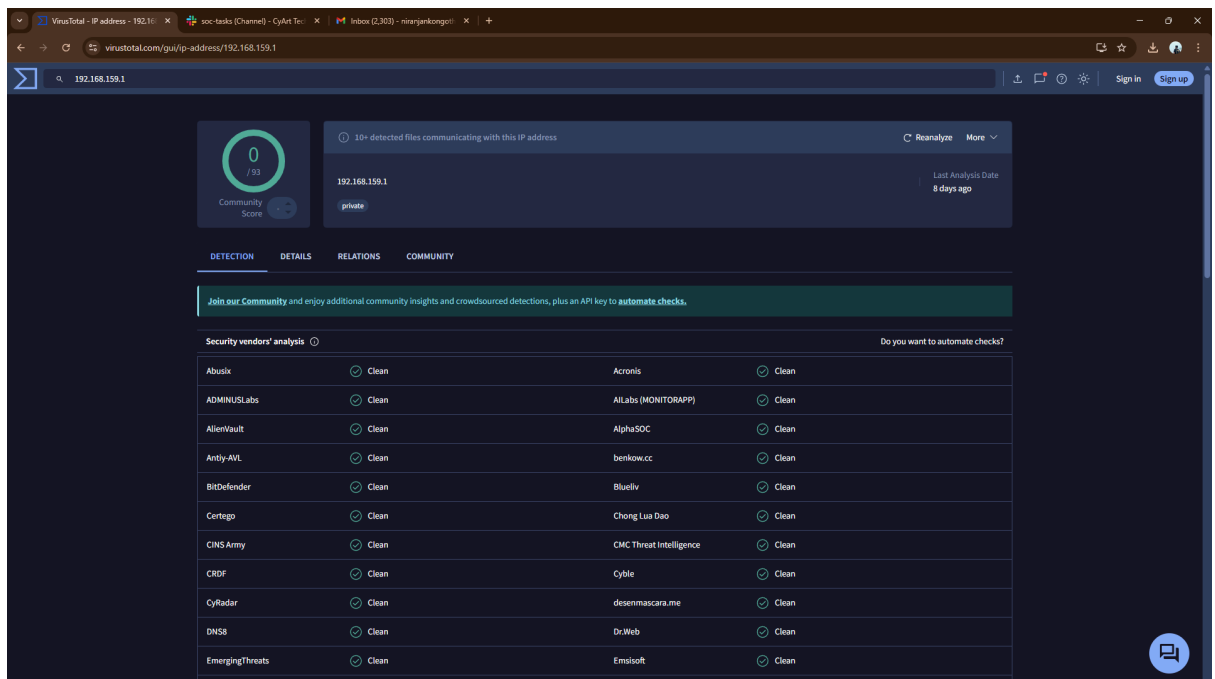 VirusTotal - IP address - 192.16
soc-tasks (Channel) - CyArt Tec
Inbox (2,303) - niranjankongot
virustotal.com/gui/ip-address/192.168.159.1
192.168.159.1
Sign in
Sign up
0
/ 93
Community
Score
-
10+ detected files communicating with this IP address
Reanalyze
More
192.168.159.1
private
Last Analysis Date
8 days ago
DETECTION
DETAILS
RELATIONS
COMMUNITY
Join our Community and enjoy additional community insights and crowdsourced detections, plus an API key to automate checks.
Security vendors' analysis
Do you want to automate checks?
Abusix Clean Acronis Clean
ADMINUSLabs Clean AILabs (MONITORAPP) Clean
AlienVault Clean AlphaSOC Clean
Antiy-AVL Clean benkow.cc Clean
BitDefender Clean Blueliv Clean
Certego Clean Chong Lua Dao Clean
CINS Army Clean CMC Threat Intelligence Clean
CRDF Clean Cyble Clean
CyRadar Clean desenmascara.me Clean
DNS8 Clean Dr.Web Clean
EmergingThreats Clean Emsisoft Clean